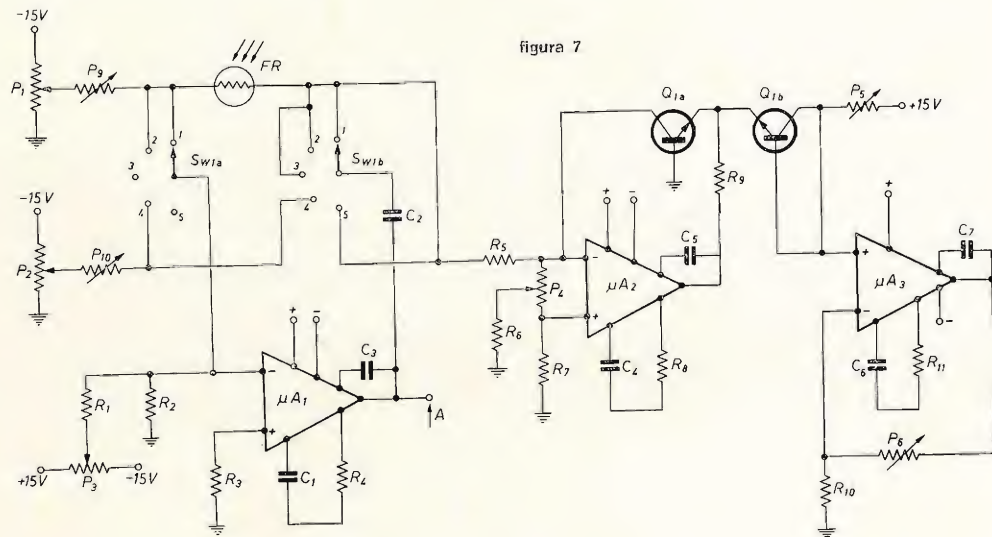 figura 7
-15V
P1
P9
FR
1
2
3
4
5
Sw1a
1
2
3
4
5
Sw1b
C2
-15V
P2
P10
R1
R2
+15V
P3
-15V
R3
+
-
-
+
μA1
C3
C1
R4
A
R5
P4
R6
R7
+
-
-
+
μA2
C5
C4
R8
Q1a
Q1b
R9
P5
+15V
+
+
-
μA3
C7
-
C6
R11
P6
R10